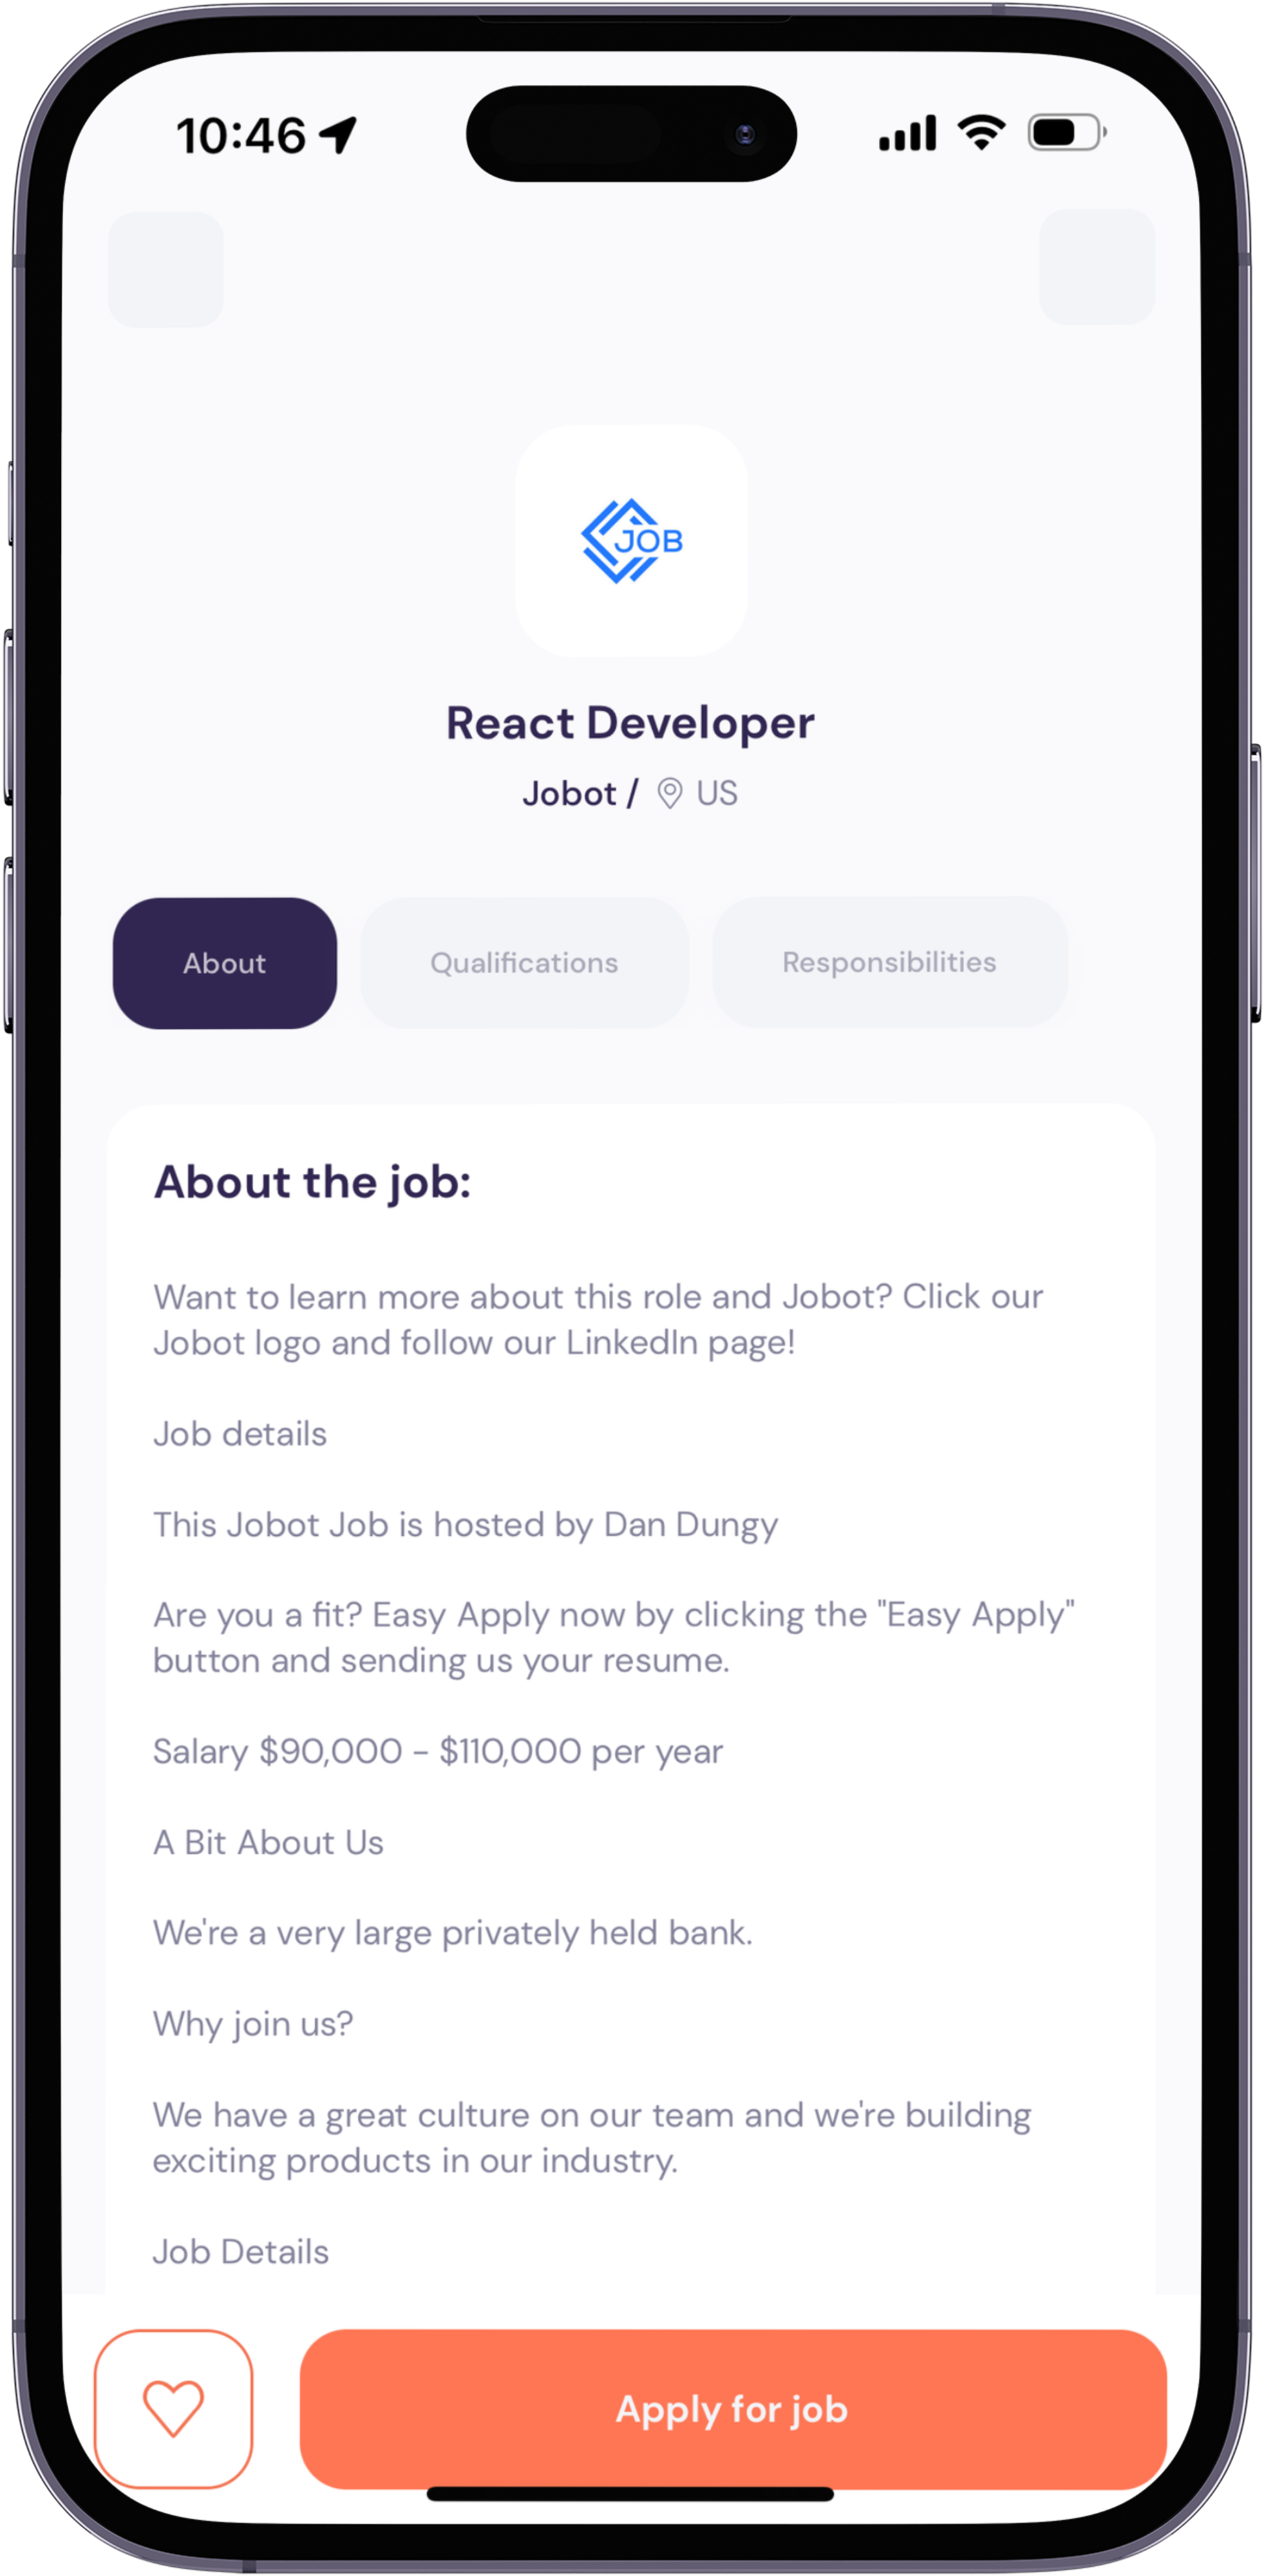 10:46
JOB
React Developer
Jobot / US
About
Qualifications
Responsibilities
About the job:
Want to learn more about this role and Jobot? Click our
Jobot logo and follow our LinkedIn page!
Job details
This Jobot Job is hosted by Dan Dungy
Are you a fit? Easy Apply now by clicking the "Easy Apply"
button and sending us your resume.
Salary $90,000 - $110,000 per year
A Bit About Us
We're a very large privately held bank.
Why join us?
We have a great culture on our team and we're building
exciting products in our industry.
Job Details
Apply for job